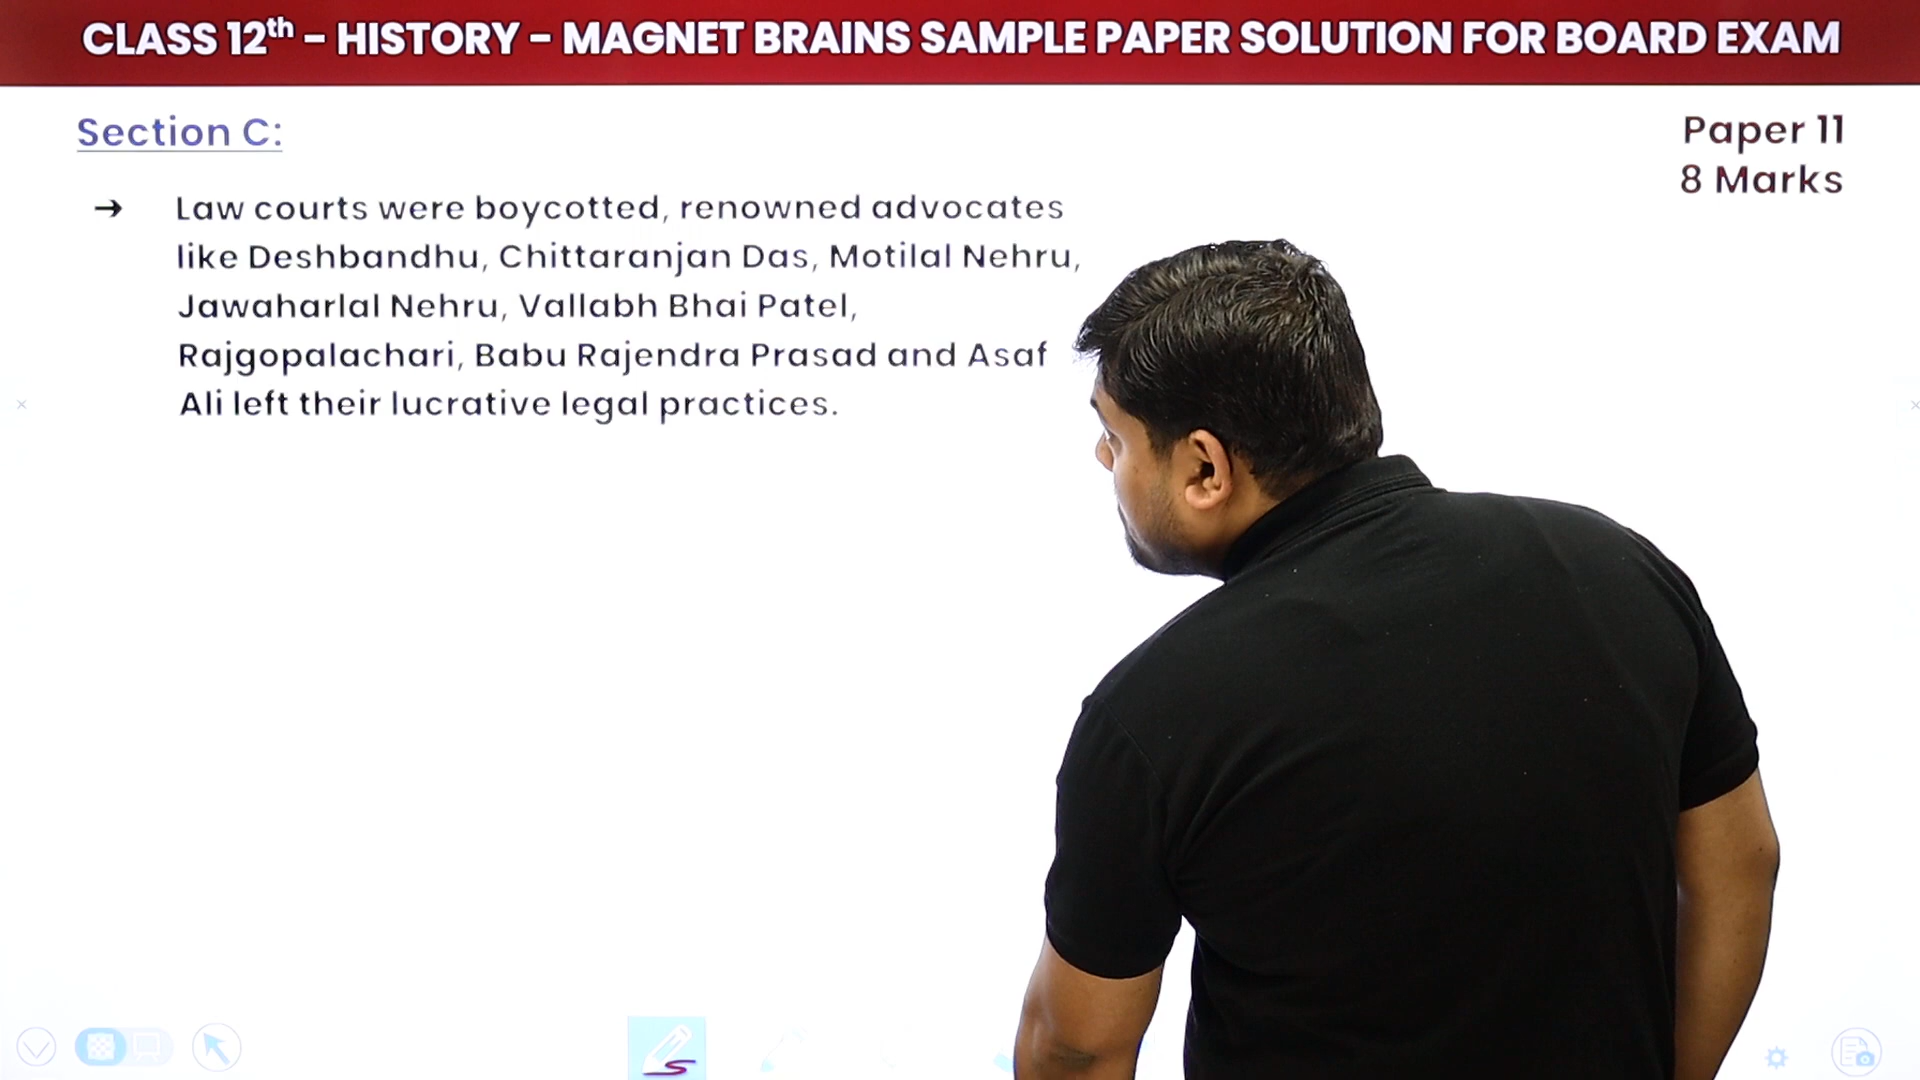 CLASS 12th - HISTORY - MAGNET BRAINS SAMPLE PAPER SOLUTION FOR BOARD EXAM
Section C:
Paper 11
8 Marks
→ Law courts were boycotted, renowned advocates
like Deshbandhu, Chittaranjan Das, Motilal Nehru,
Jawaharlal Nehru, Vallabh Bhai Patel,
Rajgopalachari, Babu Rajendra Prasad and Asaf
Ali left their lucrative legal practices.